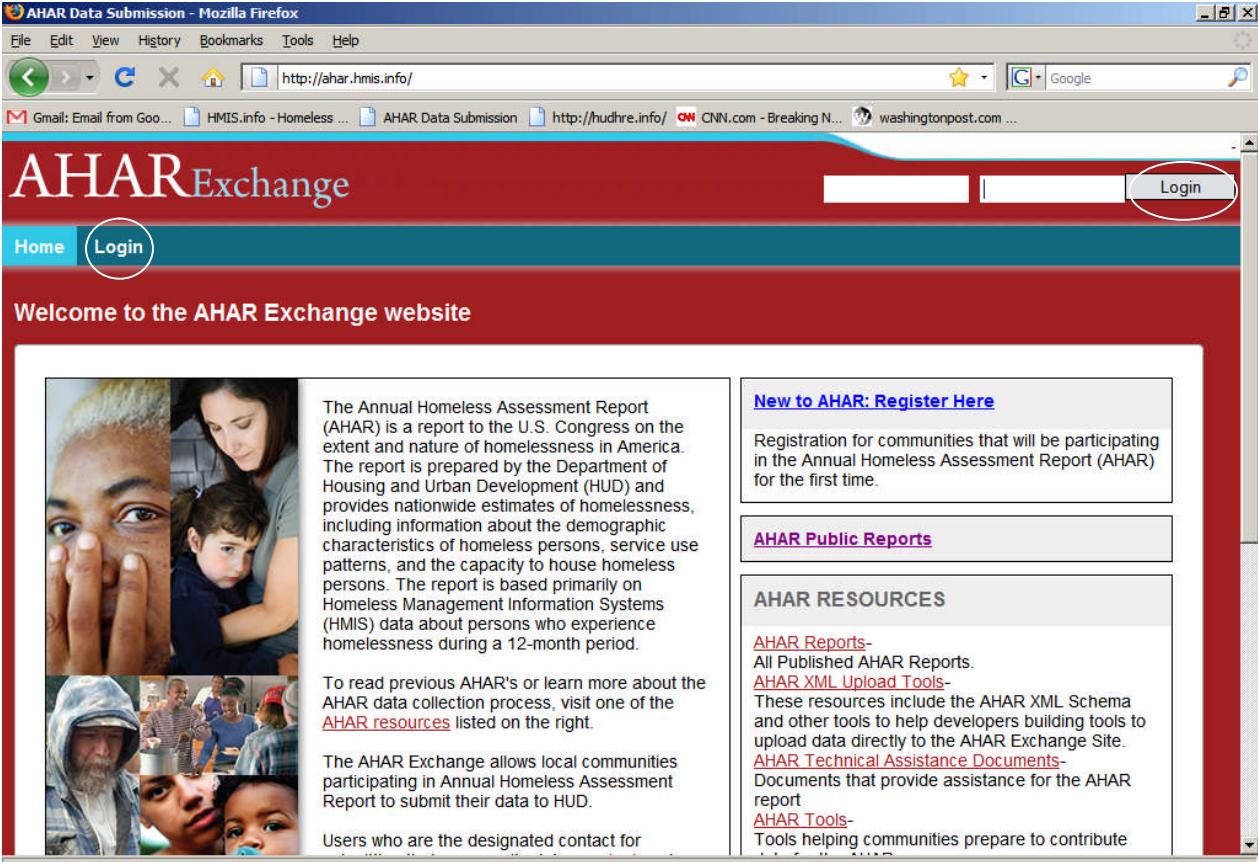 AHAR Data Submission - Mozilla Firefox
File Edit View History Bookmarks Tools Help
http://ahar.hmis.info/
Google
Gmail: Email from Goo... HMIS.info - Homeless ... AHAR Data Submission http://hudhre.info/ CNN CNN.com - Breaking N... washingtonpost.com ...
AHAR Exchange
Login
Home Login
Welcome to the AHAR Exchange website
The Annual Homeless Assessment Report
(AHAR) is a report to the U.S. Congress on the
extent and nature of homelessness in America.
The report is prepared by the Department of
Housing and Urban Development (HUD) and
provides nationwide estimates of homelessness,
including information about the demographic
characteristics of homeless persons, service use
patterns, and the capacity to house homeless
persons. The report is based primarily on
Homeless Management Information Systems
(HMIS) data about persons who experience
homelessness during a 12-month period.
To read previous AHAR's or learn more about the
AHAR data collection process, visit one of the
AHAR resources listed on the right.
The AHAR Exchange allows local communities
participating in Annual Homeless Assessment
Report to submit their data to HUD.
Users who are the designated contact for
New to AHAR: Register Here
Registration for communities that will be participating
in the Annual Homeless Assessment Report (AHAR)
for the first time.
AHAR Public Reports
AHAR RESOURCES
AHAR Reports-
All Published AHAR Reports.
AHAR XML Upload Tools-
These resources include the AHAR XML Schema
and other tools to help developers building tools to
upload data directly to the AHAR Exchange Site.
AHAR Technical Assistance Documents-
Documents that provide assistance for the AHAR
report
AHAR Tools-
Tools helping communities prepare to contribute